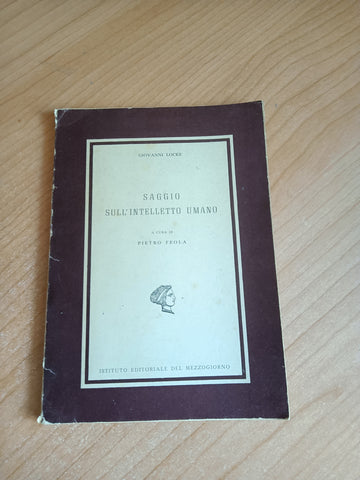 GIOVANNI LOCKE
SAGGIO
SULL'INTELLETTO UMANO
A CURA DI
PIETRO FEOLA
ISTITUTO EDITORIALE DEL MEZZOGIORNO